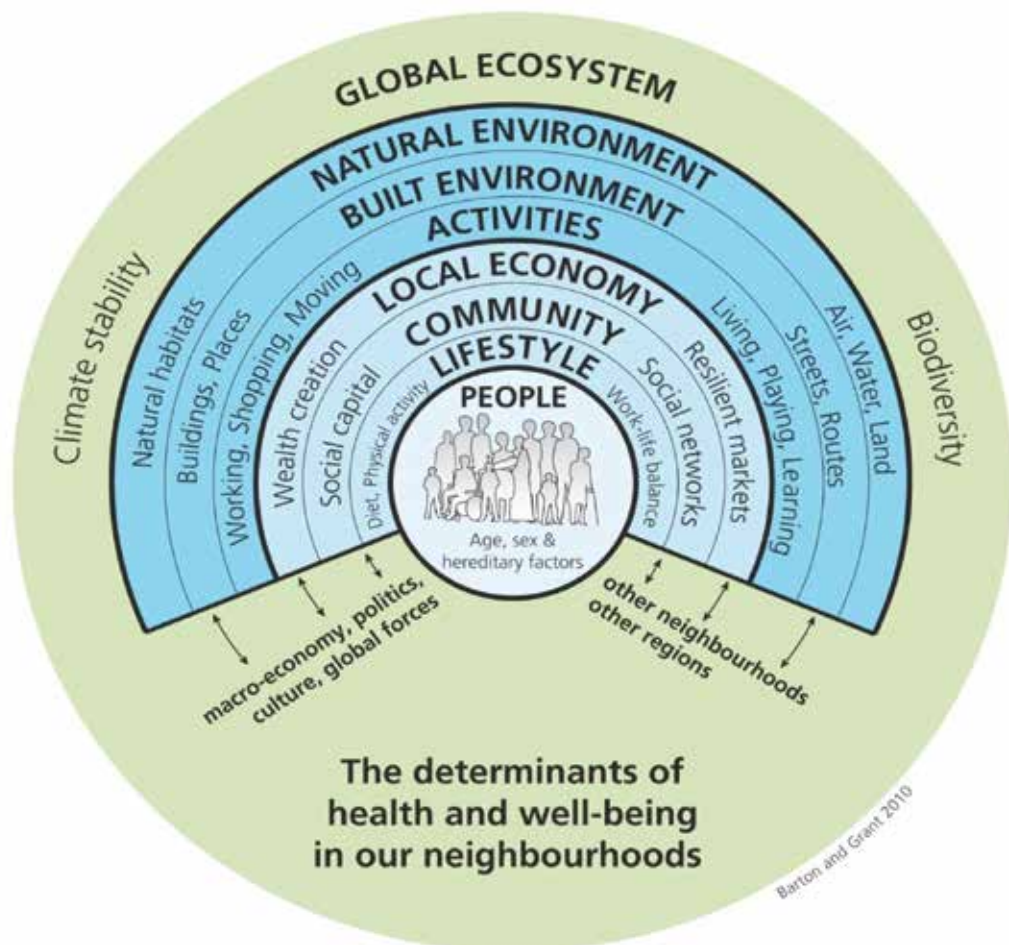 GLOBAL ECOSYSTEM
NATURAL ENVIRONMENT
BUILT ENVIRONMENT
ACTIVITIES
LOCAL ECONOMY
COMMUNITY
LIFESTYLE
PEOPLE
Age, sex &
hereditary factors
Climate stability
Natural habitats
Buildings, Places
Working, Shopping, Moving
Wealth creation
Social capital
Diet, Physical activity
Work-life balance
Social networks
Resilient markets
Living, Playing, Learning
Streets, Routes
Air, Water, Land
Biodiversity
macro-economy, politics,
culture, global forces
other neighbourhoods
other regions
The determinants of
health and well-being
in our neighbourhoods
Barton and Grant 2010